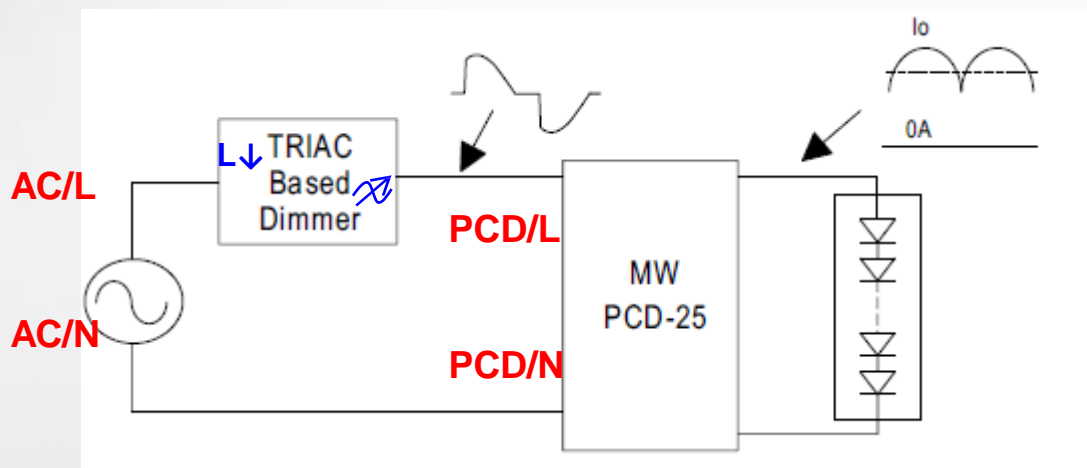 Io
0A
L↓ TRIAC
Based
Dimmer
AC/L
PCD/L
MW
PCD-25
AC/N
PCD/N